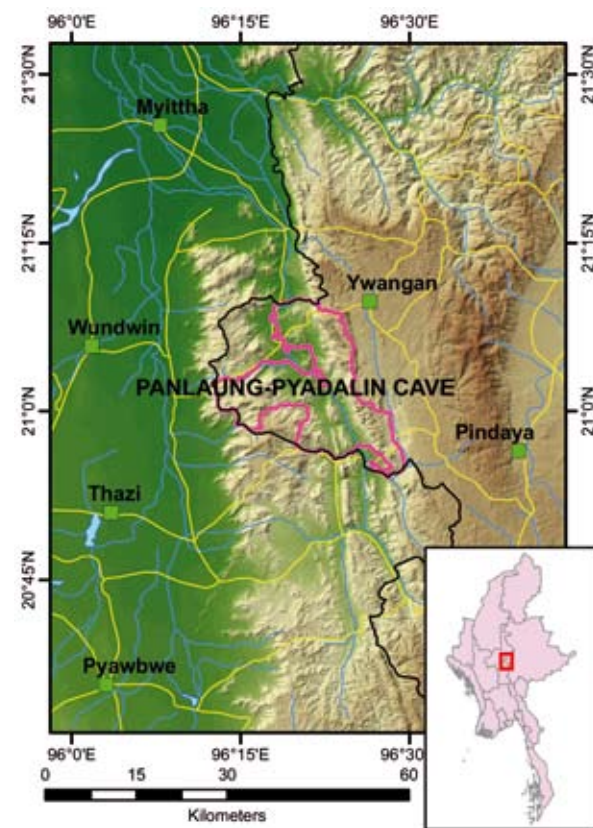 96°0'E 96°15'E 96°30'E
21°30'N
21°30'N
Myittha
21°15'N
21°15'N
Ywangan
Wundwin
PANLAUNG-PYADALIN CAVE
21°0'N
21°0'N
Pindaya
Thazi
20°45'N
Pyawbwe
96°0'E 96°15'E 96°30'E
0 15 30 60
Kilometers